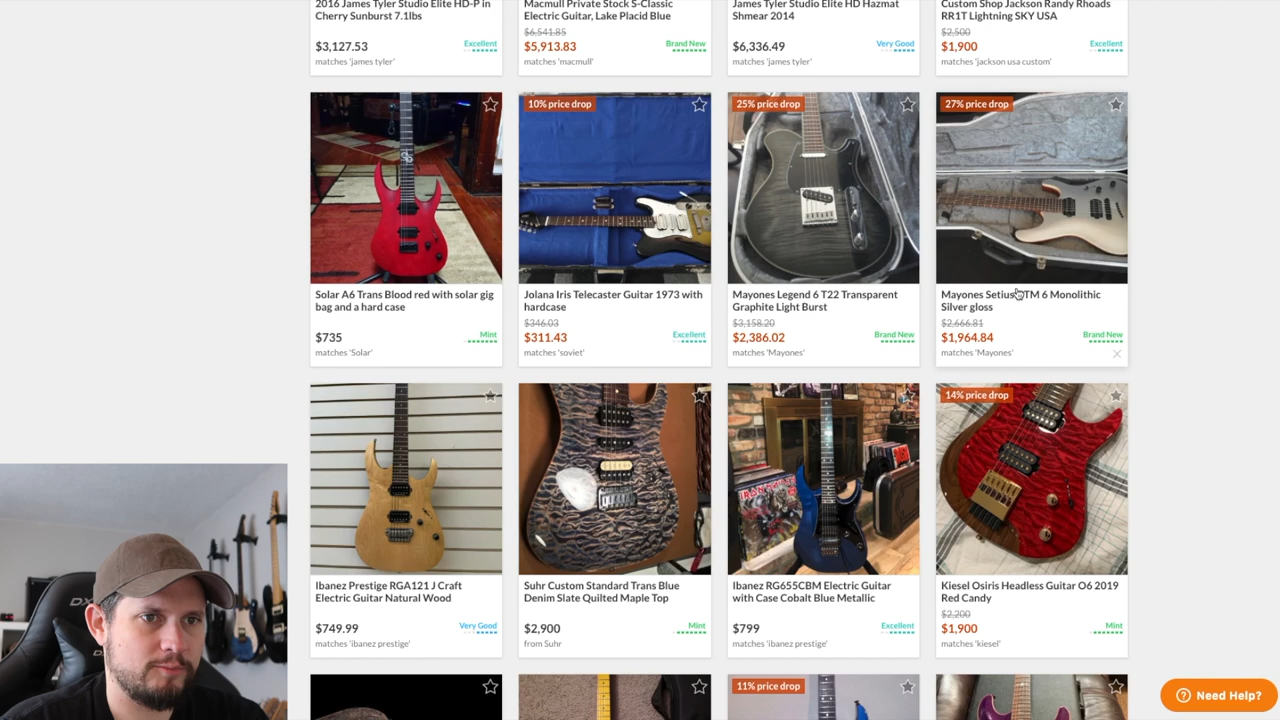 2016 James Tyler Studio Elite HD-P in
Cherry Sunburst 7.1lbs
$3,127.53
Excellent
matches 'james tyler'
Macmull Private Stock S-Classic
Electric Guitar, Lake Placid Blue
$6,541.85
$5,913.83
Brand New
matches 'macmull'
James Tyler Studio Elite HD Hazmat
Shmear 2014
$6,336.49
Very Good
matches 'james tyler'
Custom Shop Jackson Randy Rhoads
RR1T Lightning SKY USA
$2,500
$1,900
Excellent
matches 'jackson usa custom'
Solar A6 Trans Blood red with solar gig
bag and a hard case
$735
Mint
matches 'Solar'
10% price drop
Jolana Iris Telecaster Guitar 1973 with
hardcase
$346.03
$311.43
Excellent
matches 'soviet'
25% price drop
Mayones Legend 6 T22 Transparent
Graphite Light Burst
$3,158.20
$2,386.02
Brand New
matches 'Mayones'
27% price drop
Mayones Setius TM 6 Monolithic
Silver gloss
$2,666.81
$1,964.84
Brand New
matches 'Mayones'
Ibanez Prestige RGA121 J Craft
Electric Guitar Natural Wood
$749.99
Very Good
matches 'ibanez prestige'
Suhr Custom Standard Trans Blue
Denim Slate Quilted Maple Top
$2,900
Mint
from Suhr
IRON MAIDEN
Ibanez RG655CBM Electric Guitar
with Case Cobalt Blue Metallic
$799
Excellent
matches 'ibanez prestige'
14% price drop
Kiesel Osiris Headless Guitar O6 2019
Red Candy
$2,200
$1,900
Mint
matches 'kiesel'
11% price drop
DX
Need Help?